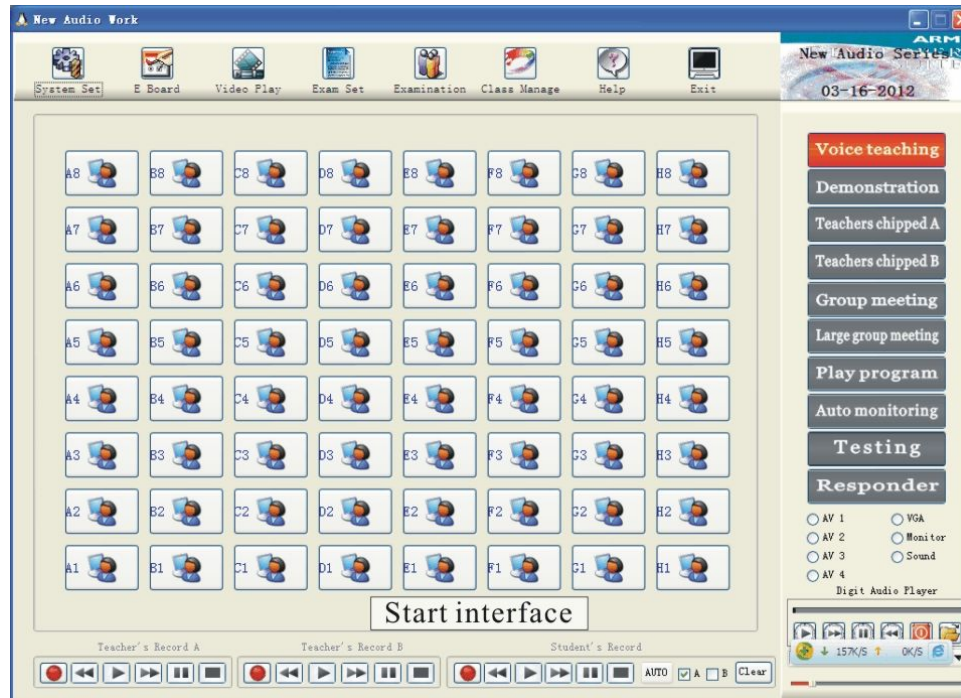 New Audio Work
ARM
System Set E Board Video Play Exam Set Examination Class Manage Help Exit
New Audio Series
03-16-2012
A8 B8 C8 D8 E8 F8 G8 H8
A7 B7 C7 D7 E7 F7 G7 H7
A6 B6 C6 D6 E6 F6 G6 H6
A5 B5 C5 D5 E5 F5 G5 H5
A4 B4 C4 D4 E4 F4 G4 H4
A3 B3 C3 D3 E3 F3 G3 H3
A2 B2 C2 D2 E2 F2 G2 H2
A1 B1 C1 D1 E1 F1 G1 H1
Start interface
Voice teaching
Demonstration
Teachers chipped A
Teachers chipped B
Group meeting
Large group meeting
Play program
Auto monitoring
Testing
Responder
AV 1 VGA
AV 2 Monitor
AV 3 Sound
AV 4
Digit Audio Player
157K/S 0K/S
Teacher's Record A Teacher's Record B Student's Record
AUTO A B Clear